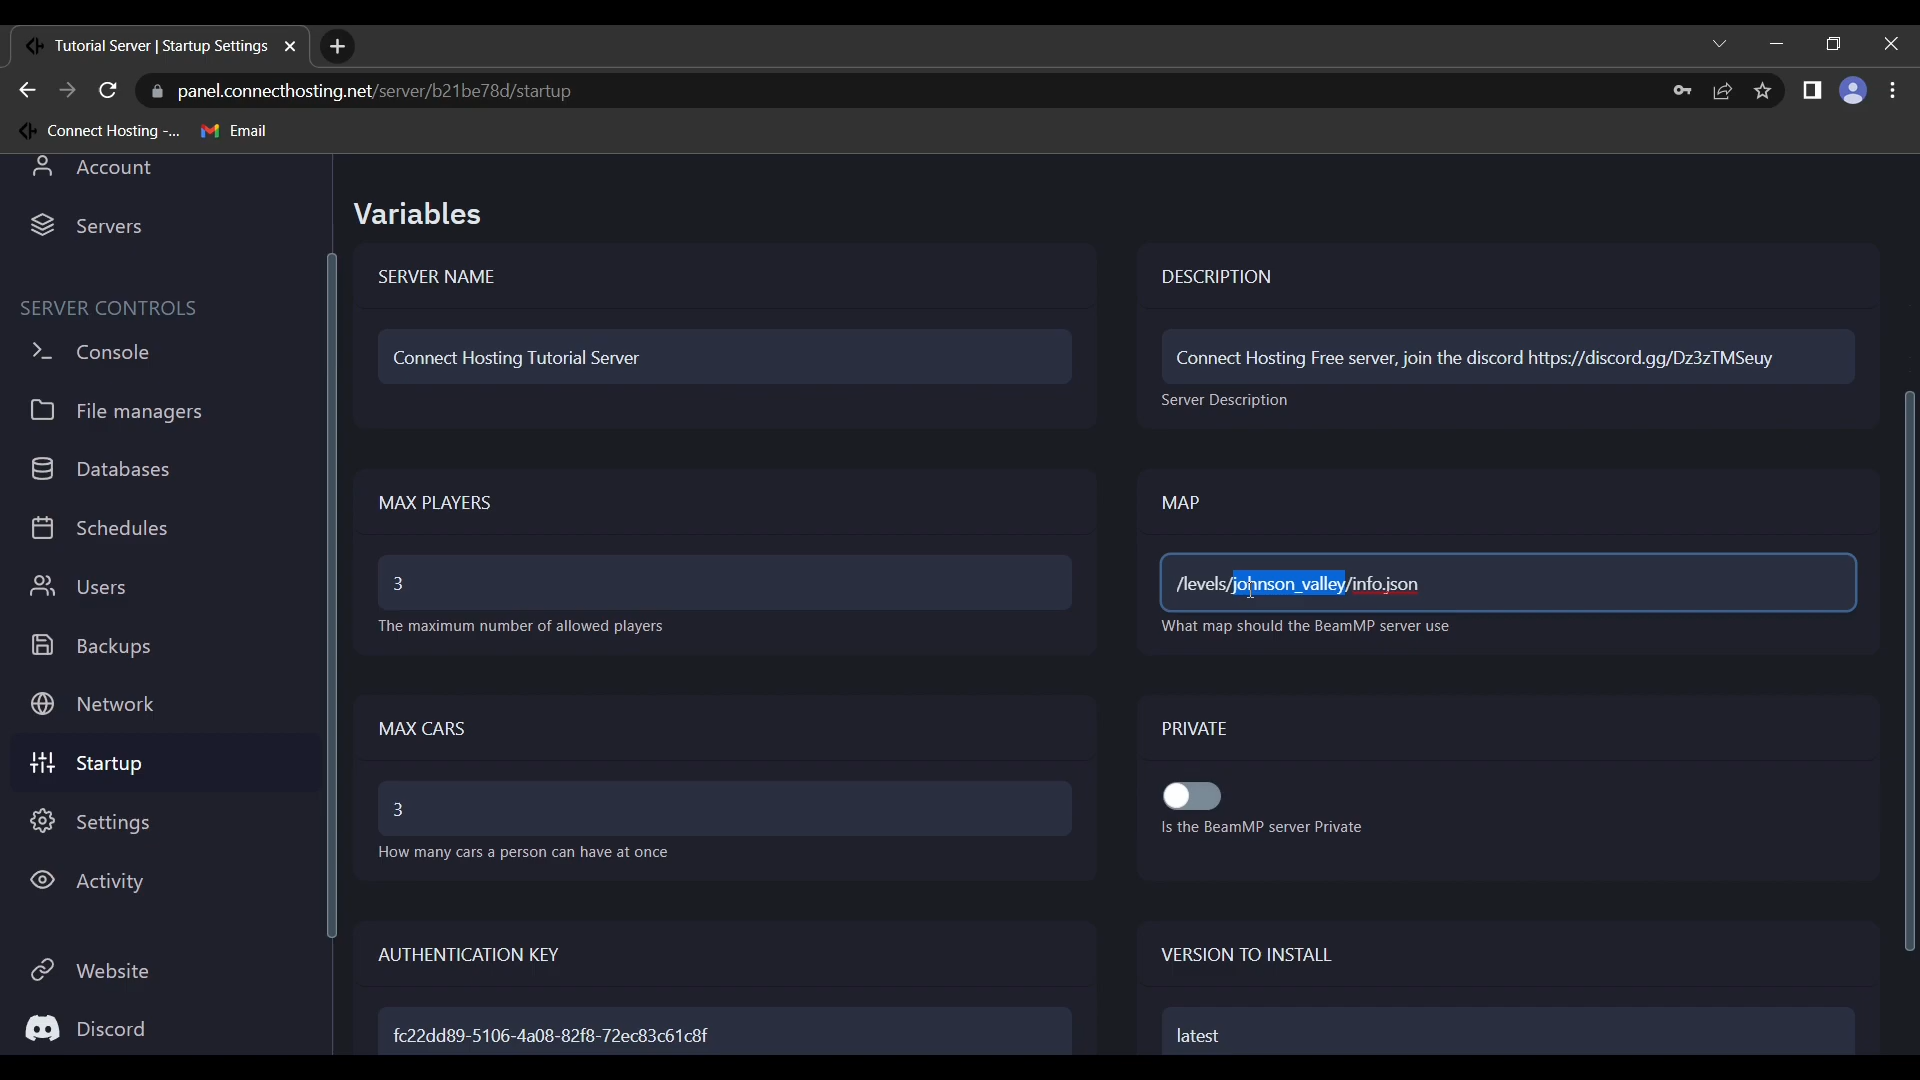 Tutorial Server | Startup Settings
panel.connecthosting.net/server/b21be78d/startup
Connect Hosting -...
Email
Account
Servers
SERVER CONTROLS
Console
File managers
Databases
Schedules
Users
Backups
Network
Startup
Settings
Activity
Website
Discord
Variables
SERVER NAME
Connect Hosting Tutorial Server
DESCRIPTION
Connect Hosting Free server, join the discord https://discord.gg/Dz3zTMSeuy
Server Description
MAX PLAYERS
3
The maximum number of allowed players
MAP
/levels/johnson_valley/info.json
What map should the BeamMP server use
MAX CARS
3
How many cars a person can have at once
PRIVATE
Is the BeamMP server Private
AUTHENTICATION KEY
fc22dd89-5106-4a08-82f8-72ec83c61c8f
VERSION TO INSTALL
latest